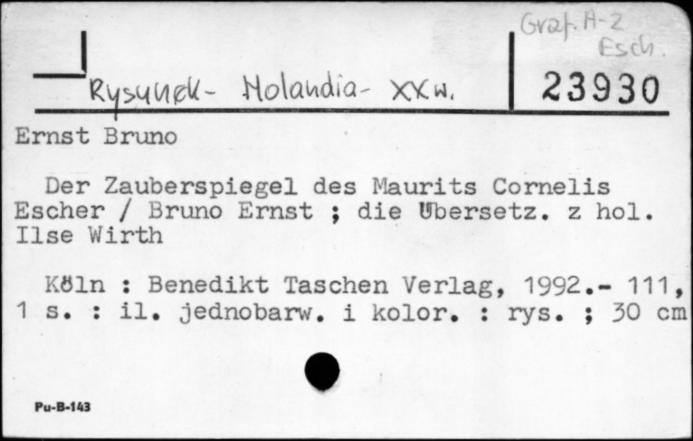 Graf. A-Z
Esch.
Rysunek - Holandia - XX w.
23930
Ernst Bruno
Der Zauberspiegel des Maurits Cornelis
Escher / Bruno Ernst ; die Übersetz. z hol.
Ilse Wirth
Köln : Benedikt Taschen Verlag, 1992.- 111,
1 s. : il. jednobarw. i kolor. : rys. ; 30 cm
Pu-B-143